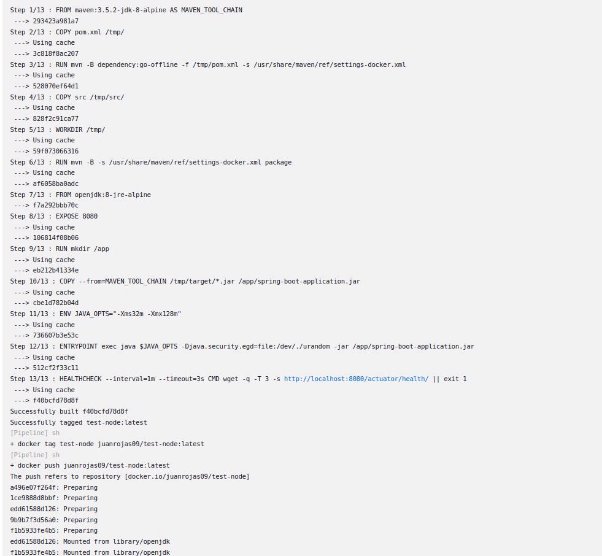 Step 1/13 : FROM maven:3.5.2-jdk-8-alpine AS MAVEN_TOOL_CHAIN
---> 293423a981a7
Step 2/13 : COPY pom.xml /tmp/
---> Using cache
---> 3c818f8ac207
Step 3/13 : RUN mvn -B dependency:go-offline -f /tmp/pom.xml -s /usr/share/maven/ref/settings-docker.xml
---> Using cache
---> 528070ef64d1
Step 4/13 : COPY src /tmp/src/
---> Using cache
---> 828f2c91ca77
Step 5/13 : WORKDIR /tmp/
---> Using cache
---> 59f073066316
Step 6/13 : RUN mvn -B -s /usr/share/maven/ref/settings-docker.xml package
---> Using cache
---> af6058ba0adc
Step 7/13 : FROM openjdk:8-jre-alpine
---> f7a292bbb70c
Step 8/13 : EXPOSE 8080
---> Using cache
---> 106814f08b06
Step 9/13 : RUN mkdir /app
---> Using cache
---> eb212b41334e
Step 10/13 : COPY --from=MAVEN_TOOL_CHAIN /tmp/target/*.jar /app/spring-boot-application.jar
---> Using cache
---> cbe1d782b04d
Step 11/13 : ENV JAVA_OPTS="-Xms32m -Xmx128m"
---> Using cache
---> 736607b3e53c
Step 12/13 : ENTRYPOINT exec java $JAVA_OPTS -Djava.security.egd=file:/dev/./urandom -jar /app/spring-boot-application.jar
---> Using cache
---> 512cf2f33c11
Step 13/13 : HEALTHCHECK --interval=1m --timeout=3s CMD wget -q -T 3 -s http://localhost:8080/actuator/health/ || exit 1
---> Using cache
---> f40bcfd78d8f
Successfully built f40bcfd78d8f
Successfully tagged test-node:latest
[Pipeline] sh
+ docker tag test-node juanrojas09/test-node:latest
[Pipeline] sh
+ docker push juanrojas09/test-node:latest
The push refers to repository [docker.io/juanrojas09/test-node]
a496e07f264f: Preparing
1ce9888d8bbf: Preparing
edd61588d126: Preparing
9b9b7f3d56a0: Preparing
f1b5933fe4b5: Preparing
edd61588d126: Mounted from library/openjdk
f1b5933fe4b5: Mounted from library/openjdk